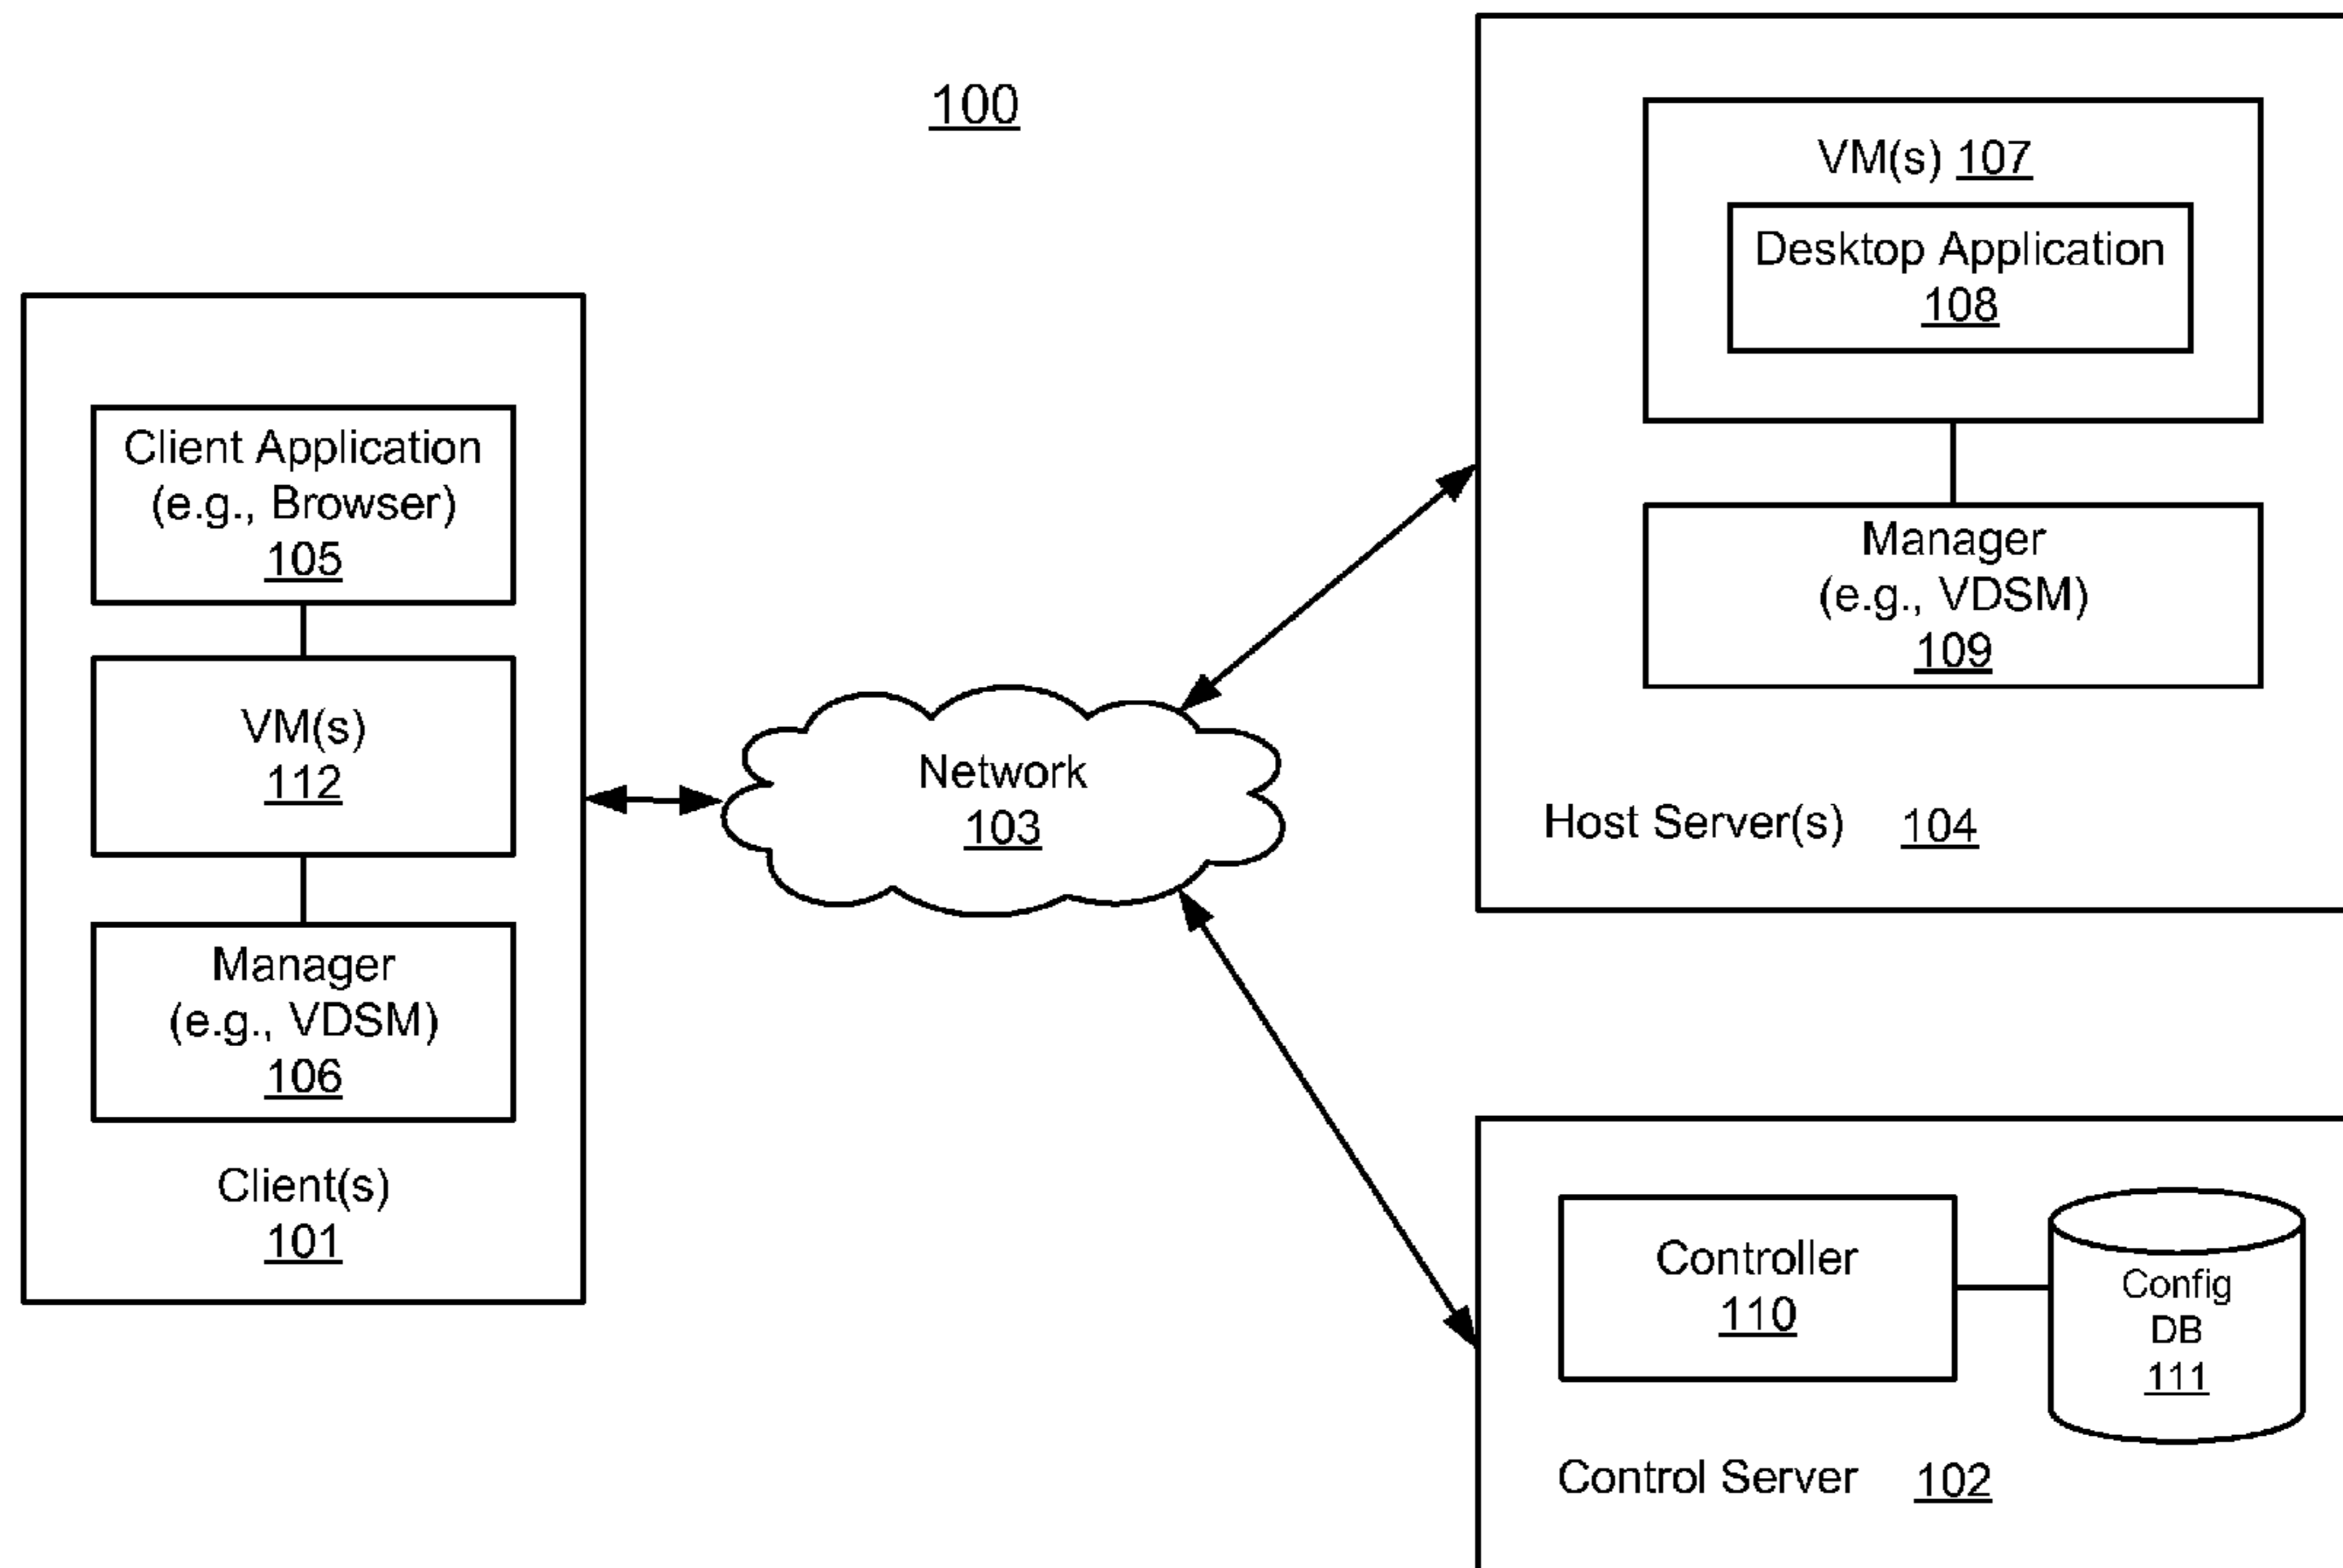 100
VM(s) 107
Desktop Application
108
Manager
(e.g., VDSM)
109
Host Server(s) 104
Client Application
(e.g., Browser)
105
VM(s)
112
Manager
(e.g., VDSM)
106
Client(s)
101
Network
103
Controller
110
Config
DB
111
Control Server 102